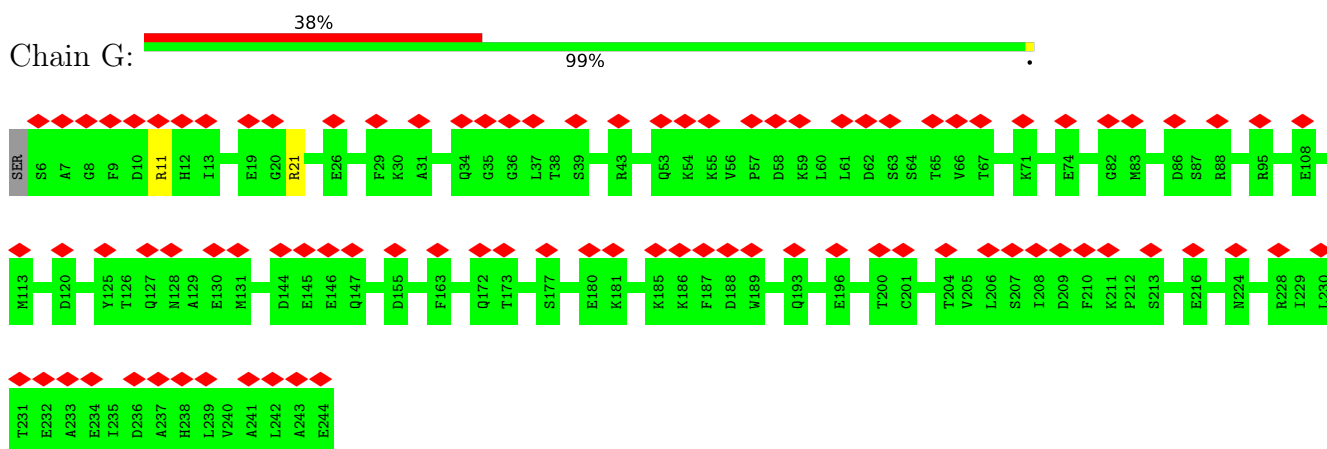 38%
Chain G:
99%
SER S6 A7 G8 F9 D10 R11 H12 I13 E19 G20 R21 E26 F29 K30 A31 Q34 G35 G36 L37 T38 S39 R43 Q53 K54 K55 V56 P57 D58 K59 L60 L61 D62 S63 S64 T65 V66 T67 K71 E74 G82 M83 D86 S87 R88 R95 E108
M113 D120 Y125 T126 Q127 N128 A129 E130 M131 D144 E145 E146 Q147 D155 F163 Q172 T173 S177 E180 K181 K185 K186 F187 D188 W189 Q193 E196 T200 C201 T204 V205 L206 S207 I208 D209 F210 K211 P212 S213 E216 N224 R228 I229 L230
T231 E232 A233 E234 I235 D236 A237 H238 L239 V240 A241 L242 A243 E244